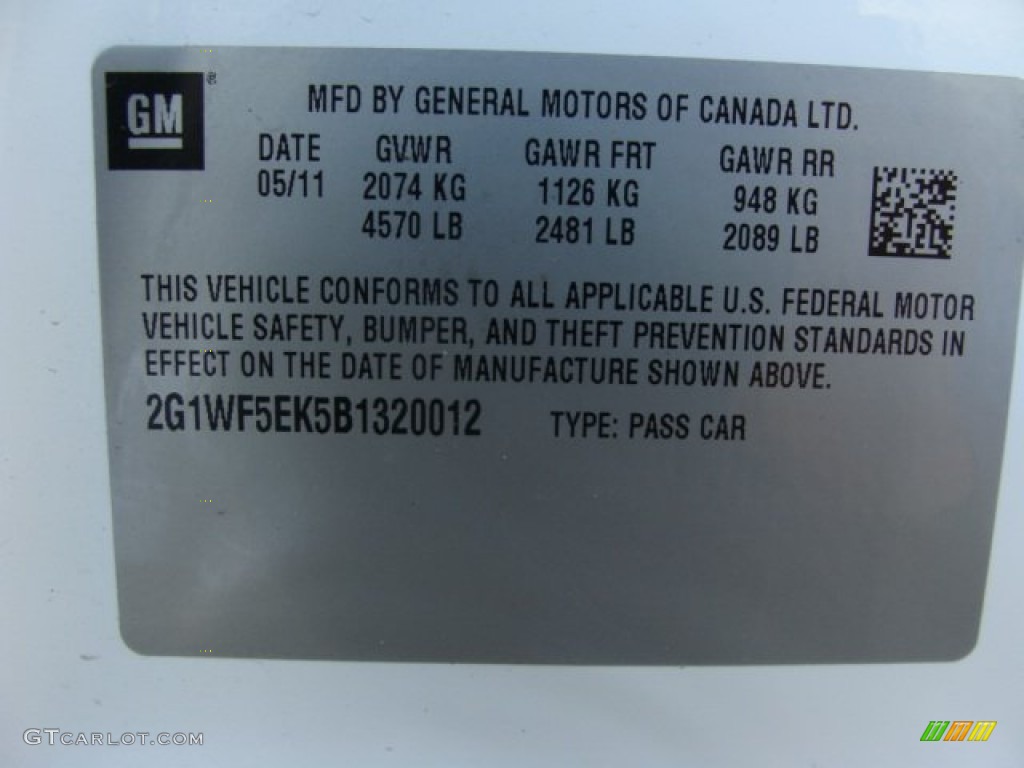 GM ®
MFD BY GENERAL MOTORS OF CANADA LTD.
DATE GVWR GAWR FRT GAWR RR
05/11 2074 KG 1126 KG 948 KG
4570 LB 2481 LB 2089 LB
THIS VEHICLE CONFORMS TO ALL APPLICABLE U.S. FEDERAL MOTOR
VEHICLE SAFETY, BUMPER, AND THEFT PREVENTION STANDARDS IN
EFFECT ON THE DATE OF MANUFACTURE SHOWN ABOVE.
2G1WF5EK5B1320012 TYPE: PASS CAR
GTCARLOT.COM